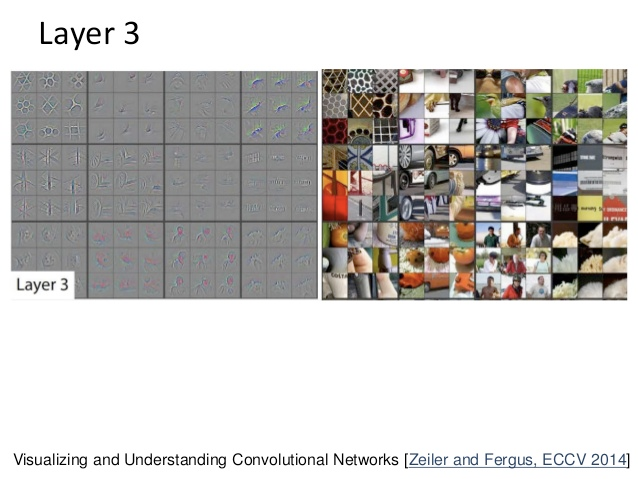 Layer 3
Layer 3
Visualizing and Understanding Convolutional Networks [Zeiler and Fergus, ECCV 2014]